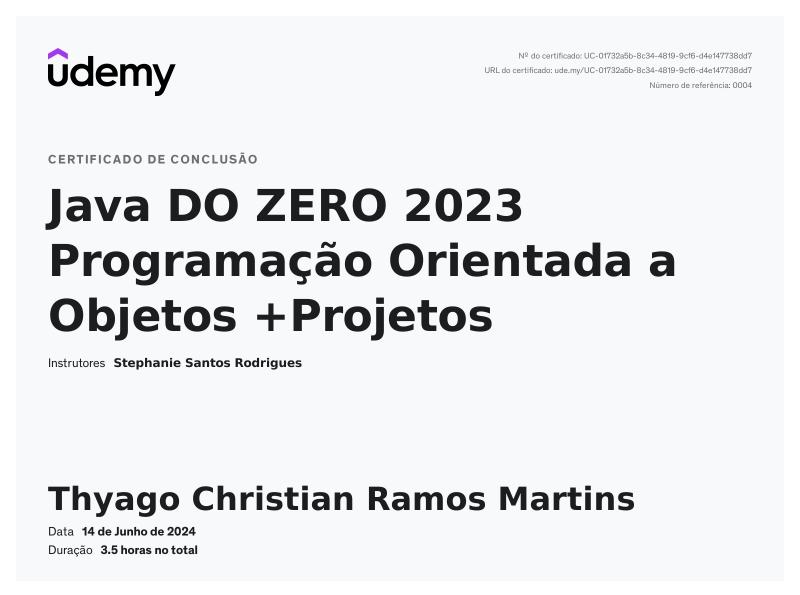 udemy
Nº do certificado: UC-01732a5b-8c34-4819-9cf6-d4e147738dd7
URL do certificado: ude.my/UC-01732a5b-8c34-4819-9cf6-d4e147738dd7
Número de referência: 0004
CERTIFICADO DE CONCLUSÃO
Java DO ZERO 2023
Programação Orientada a
Objetos +Projetos
Instrutores Stephanie Santos Rodrigues
Thyago Christian Ramos Martins
Data 14 de Junho de 2024
Duração 3.5 horas no total